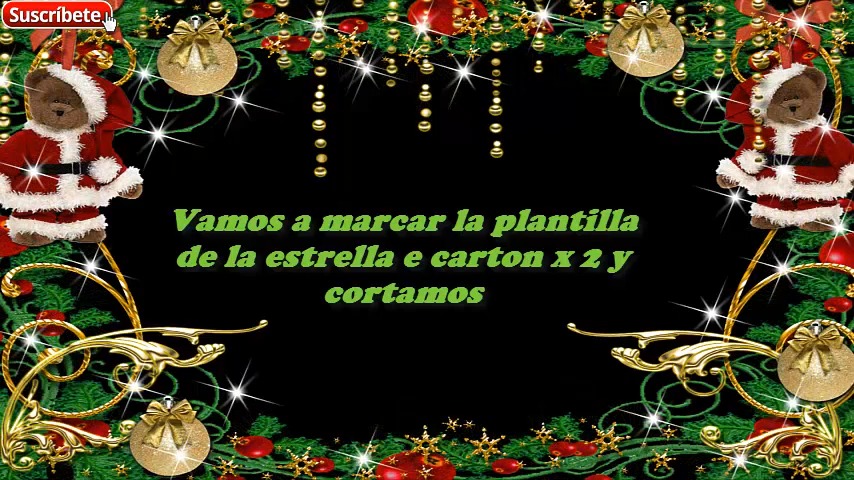 Suscríbete
Vamos a marcar la plantilla
de la estrella e carton x 2 y
cortamos